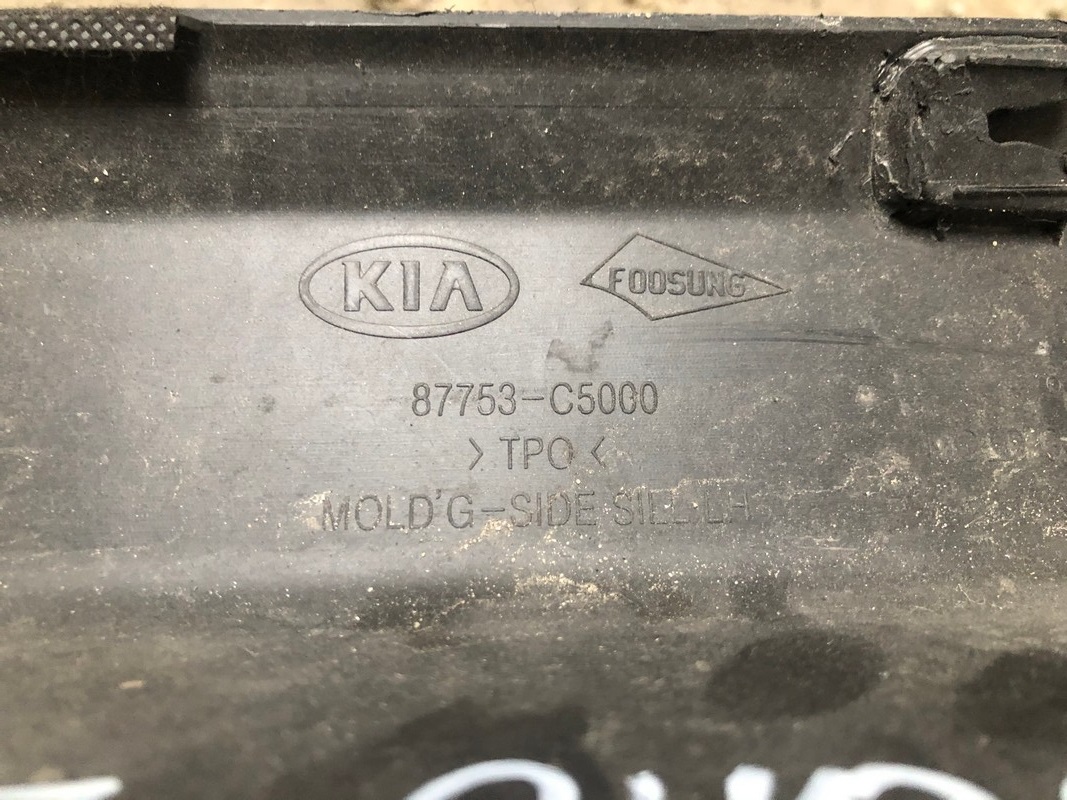 KIA FOOSUNG
87753-C5000
>TPO<
MOLD'G-SIDE SILL.LH